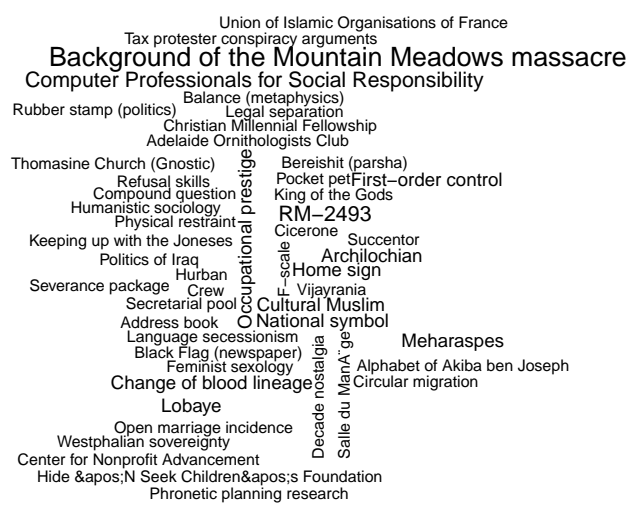 Union of Islamic Organisations of France
Tax protester conspiracy arguments
Background of the Mountain Meadows massacre
Computer Professionals for Social Responsibility
Balance (metaphysics)
Rubber stamp (politics)
Legal separation
Christian Millennial Fellowship
Adelaide Ornithologists Club
Thomasine Church (Gnostic)
Bereishit (parsha)
Refusal skills
Pocket pet
First−order control
Compound question
King of the Gods
Humanistic sociology
RM−2493
Physical restraint
Occupational prestige
Cicerone
Keeping up with the Joneses
Succentor
Politics of Iraq
F−scale
Archilochian
Hurban
Home sign
Severance package
Crew
Vijayrania
Secretarial pool
Cultural Muslim
Address book
National symbol
Language secessionism
Decade nostalgia
Salle du ManA¨ge
Meharaspes
Black Flag (newspaper)
Feminist sexology
Alphabet of Akiba ben Joseph
Change of blood lineage
Circular migration
Lobaye
Open marriage incidence
Westphalian sovereignty
Center for Nonprofit Advancement
Hide &apos;N Seek Children&apos;s Foundation
Phronetic planning research